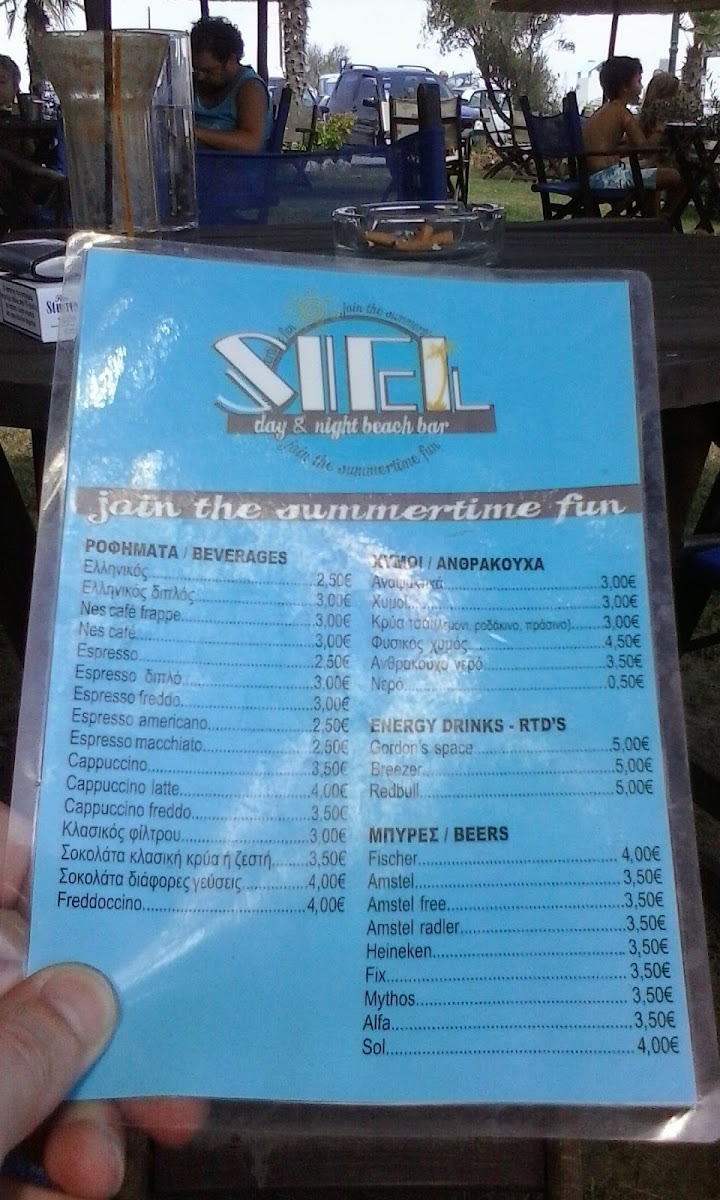 join the summer
SIEL
day & night beach bar
join the summertime fun
join the summertime fun
ΡΟΦΗΜΑΤΑ / BEVERAGES
Ελληνικός 2,50€
Ελληνικός διπλός 3,00€
Nes café frappe 3,00€
Nes cafe 3,00€
Espresso 2,50€
Espresso διπλό 3,00€
Espresso freddo 3,00€
Espresso americano 2,50€
Espresso macchiato 2,50€
Cappuccino 3,50€
Cappuccino latte 4,00€
Cappuccino freddo 3,50€
Κλασικός φίλτρου 3,00€
Σοκολάτα κλασική κρύα ή ζεστή 3,50€
Σοκολάτα διάφορες γεύσεις 4,00€
Freddoccino 4,00€
ΧΥΜΟΙ / ΑΝΘΡΑΚΟΥΧΑ
Αναψυκτικά 3,00€
Χυμοί 3,00€
Κρύα τσάι(λεμόνι, ροδάκινο, πράσινο) 3,00€
Φυσικός χυμός 4,50€
Ανθρακούχο νερό 3,50€
Νερό 0,50€
ENERGY DRINKS - RTD'S
Gordon's space 5,00€
Breezer 5,00€
Redbull 5,00€
ΜΠΥΡΕΣ / BEERS
Fischer 4,00€
Amstel 3,50€
Amstel free 3,50€
Amstel radler 3,50€
Heineken 3,50€
Fix 3,50€
Mythos 3,50€
Alfa 3,50€
Sol 4,00€